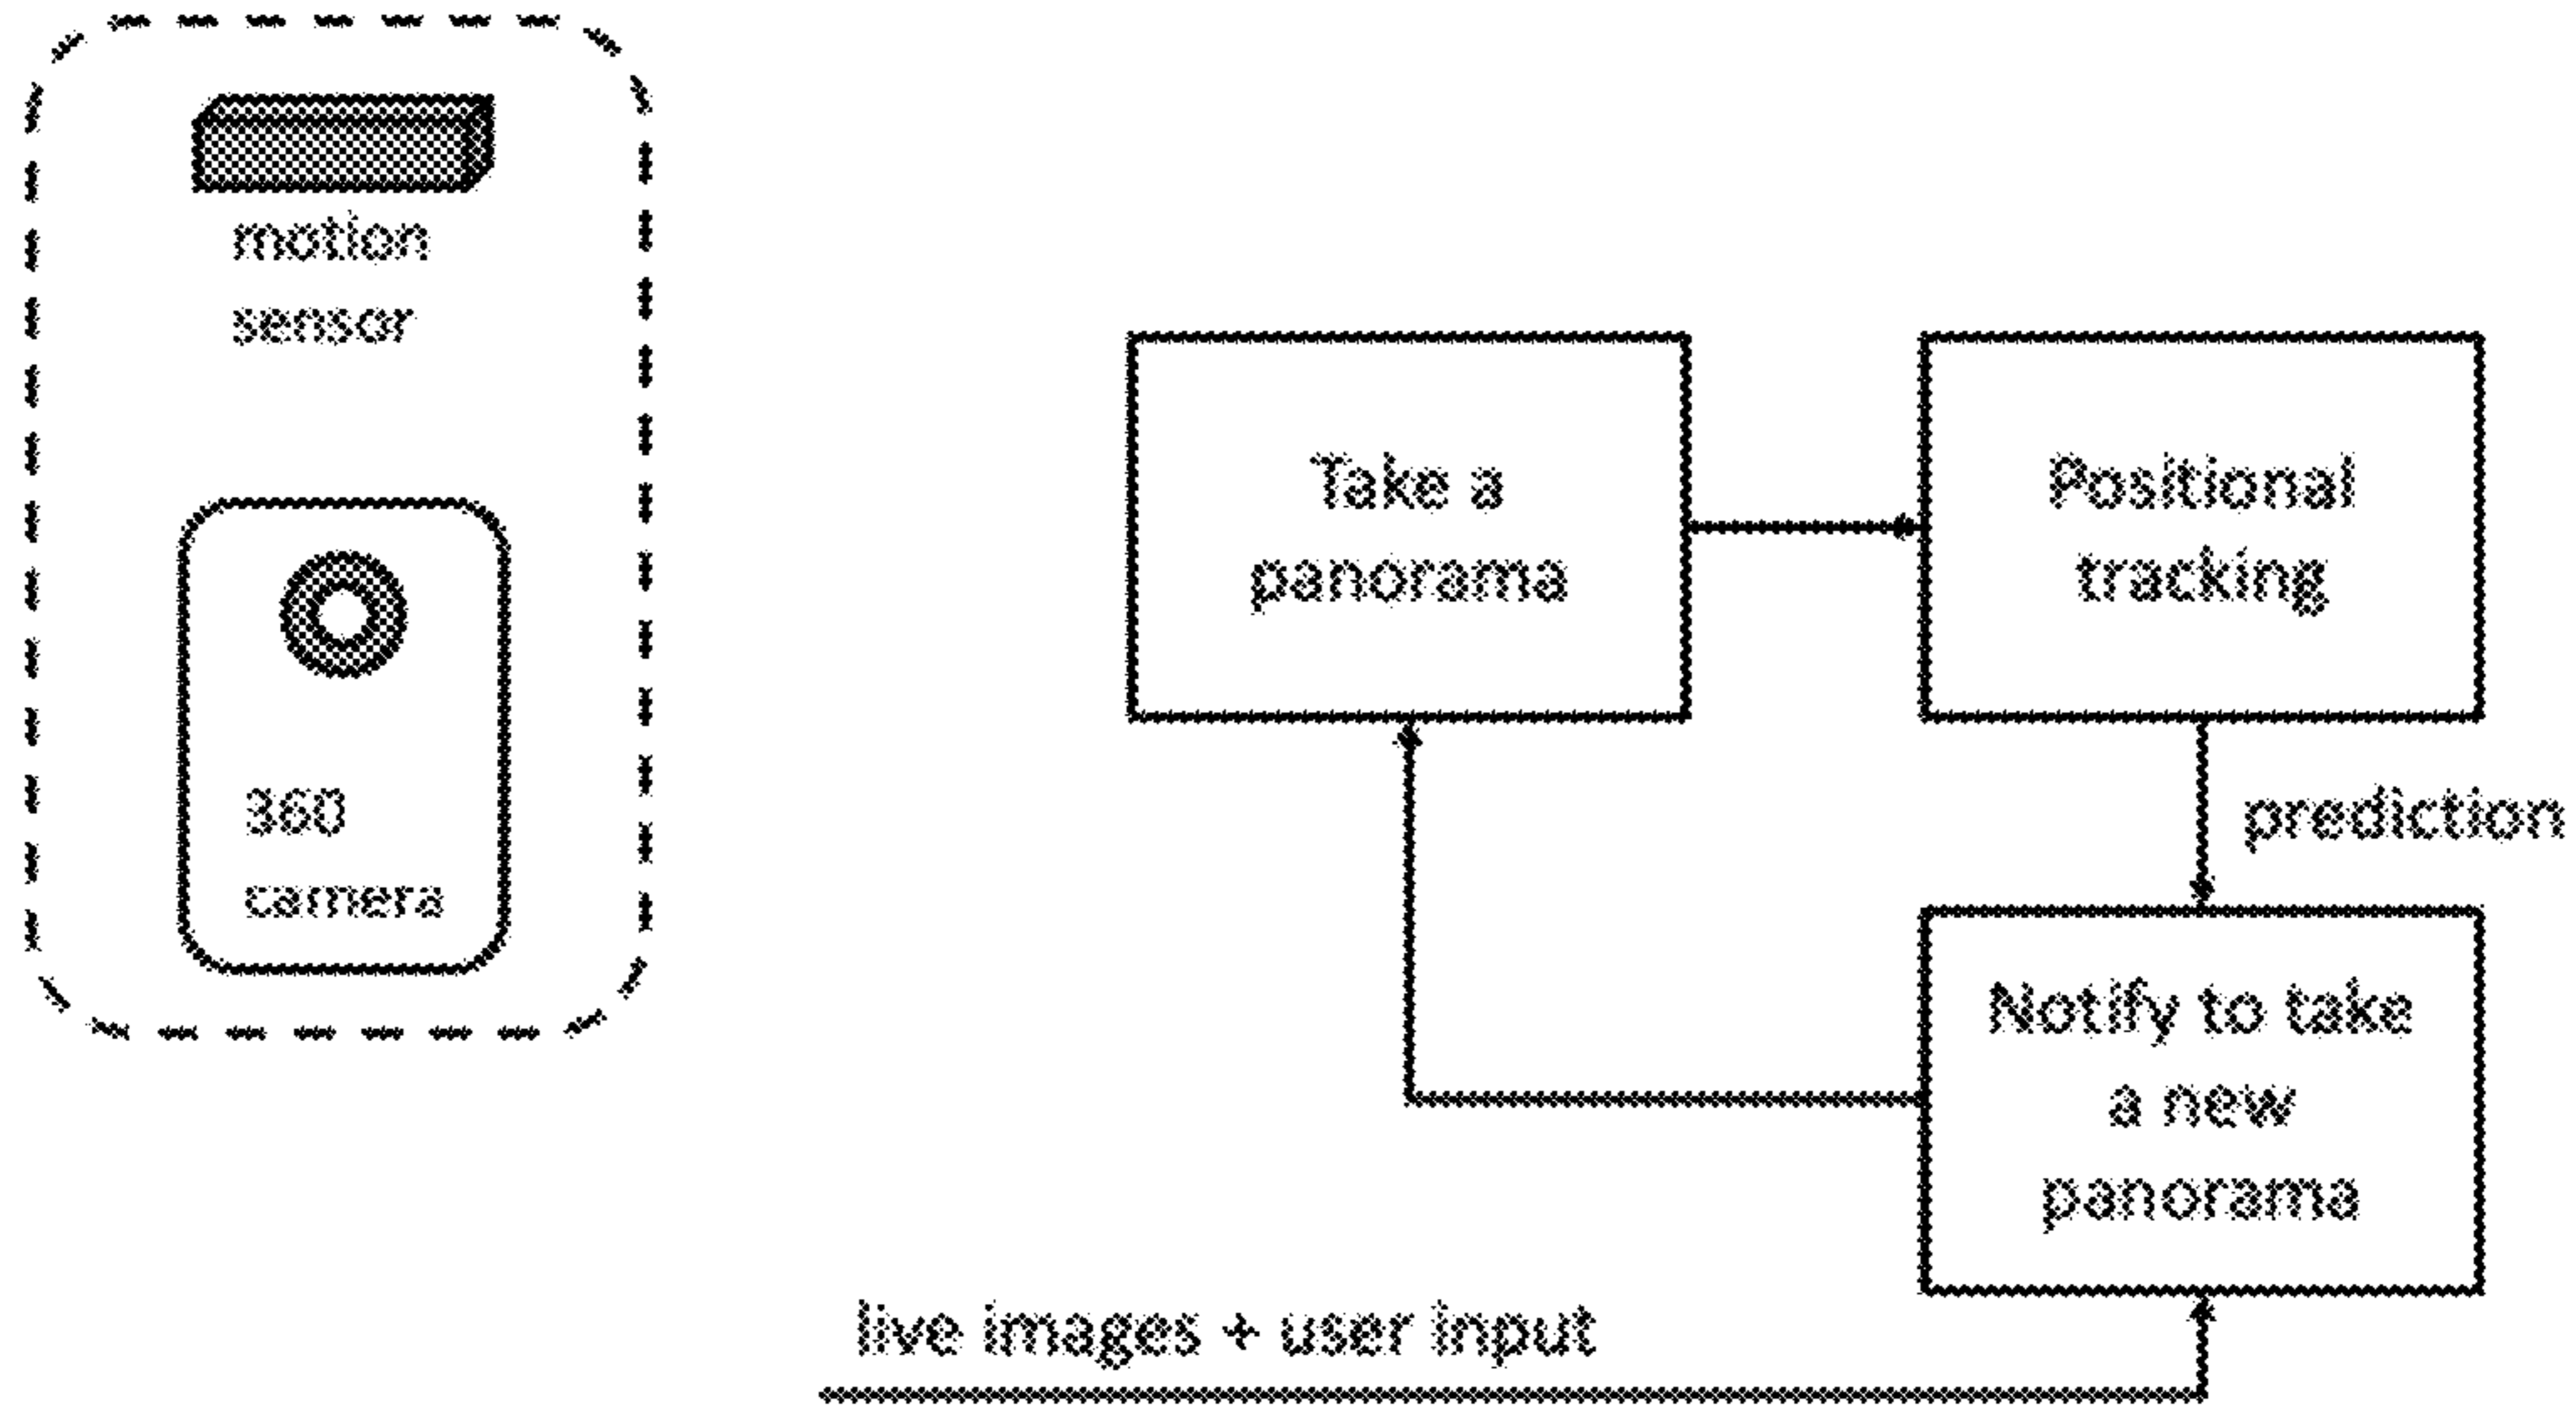 motion
sensor
360
camera
Take a
panorama
Positional
tracking
prediction
Notify to take
a new
panorama
live images + user input